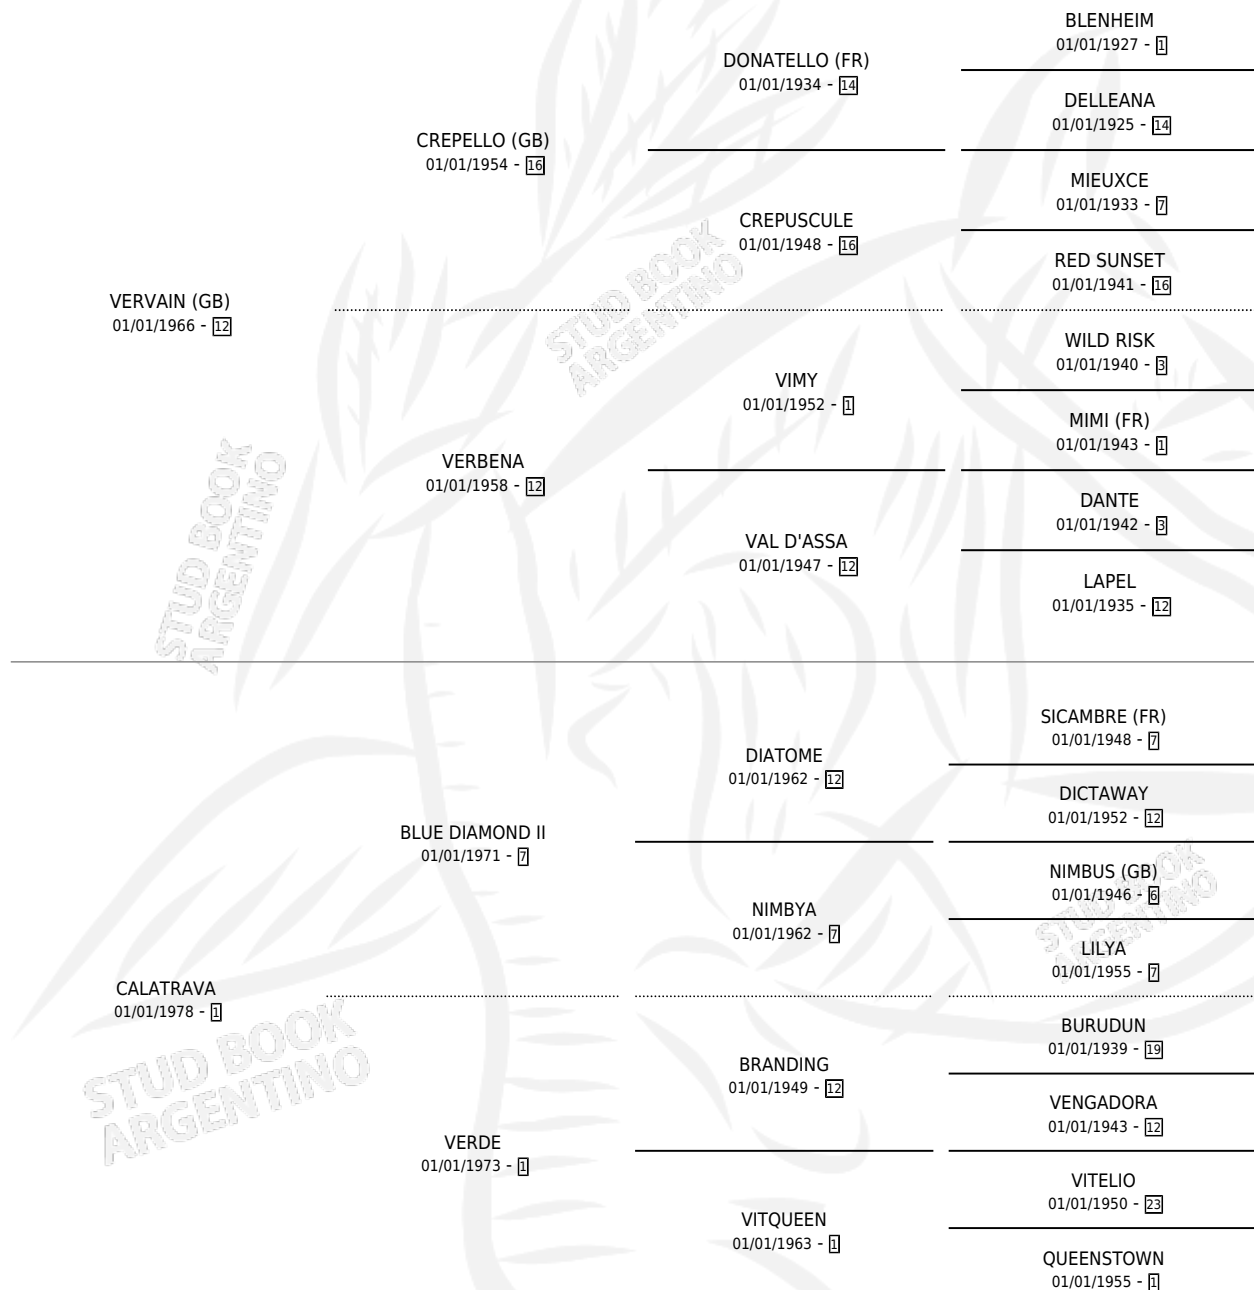 BLENHEIM
01/01/1927 - 1
DONATELLO (FR)
01/01/1934 - 14
DELLEANA
01/01/1925 - 14
CREPELLO (GB)
01/01/1954 - 16
MIEUXCE
01/01/1933 - 7
CREPUSCULE
01/01/1948 - 16
RED SUNSET
01/01/1941 - 16
VERVAIN (GB)
01/01/1966 - 12
STUD BOOK
ARGENTINO
WILD RISK
01/01/1940 - 3
VIMY
01/01/1952 - 1
MIMI (FR)
01/01/1943 - 1
VERBENA
01/01/1958 - 12
DANTE
01/01/1942 - 3
VAL D'ASSA
01/01/1947 - 12
LAPEL
01/01/1935 - 12
STUD BOOK
ARGENTINO
SICAMBRE (FR)
01/01/1948 - 7
DIATOME
01/01/1962 - 12
DICTAWAY
01/01/1952 - 12
BLUE DIAMOND II
01/01/1971 - 7
NIMBUS (GB)
01/01/1946 - 6
NIMBYA
01/01/1962 - 7
STUD BOOK
ARGENTINO
LILYA
01/01/1955 - 7
CALATRAVA
01/01/1978 - 1
BURUDUN
01/01/1939 - 19
BRANDING
01/01/1949 - 12
STUD BOOK
ARGENTINO
VENGADORA
01/01/1943 - 12
VERDE
01/01/1973 - 1
VITELIO
01/01/1950 - 23
VITQUEEN
01/01/1963 - 1
QUEENSTOWN
01/01/1955 - 1